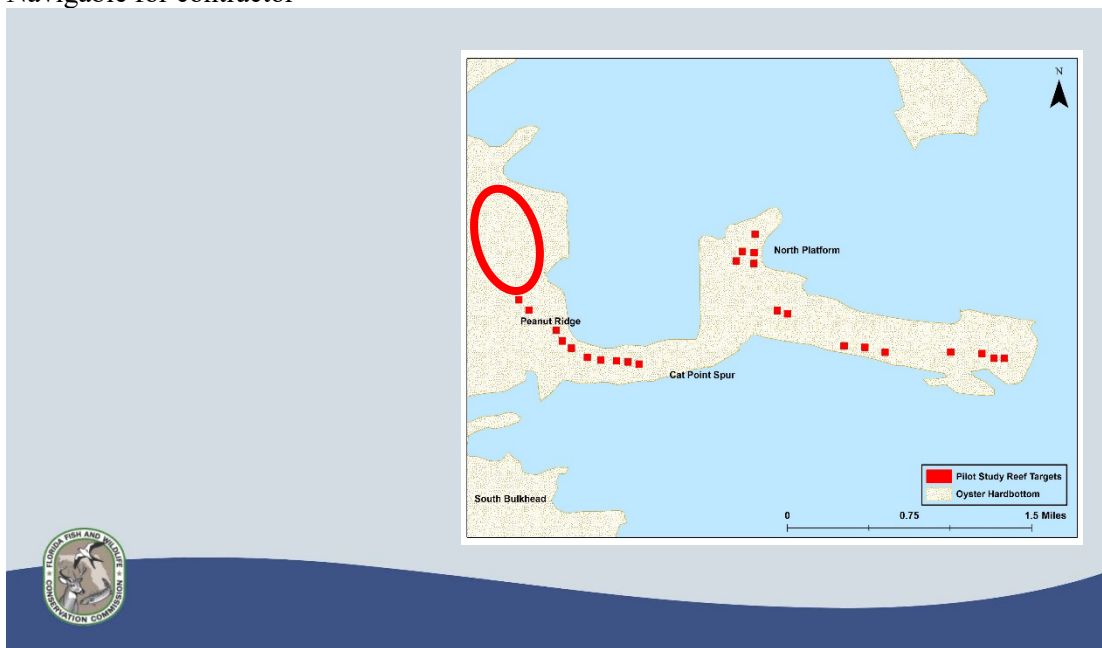 Navigable for contractor
N
North Platform
Peanut Ridge
Cat Point Spur
South Bulkhead
Pilot Study Reef Targets
Oyster Hardbottom
0 0.75 1.5 Miles
FLORIDA FISH AND WILDLIFE CONSERVATION COMMISSION